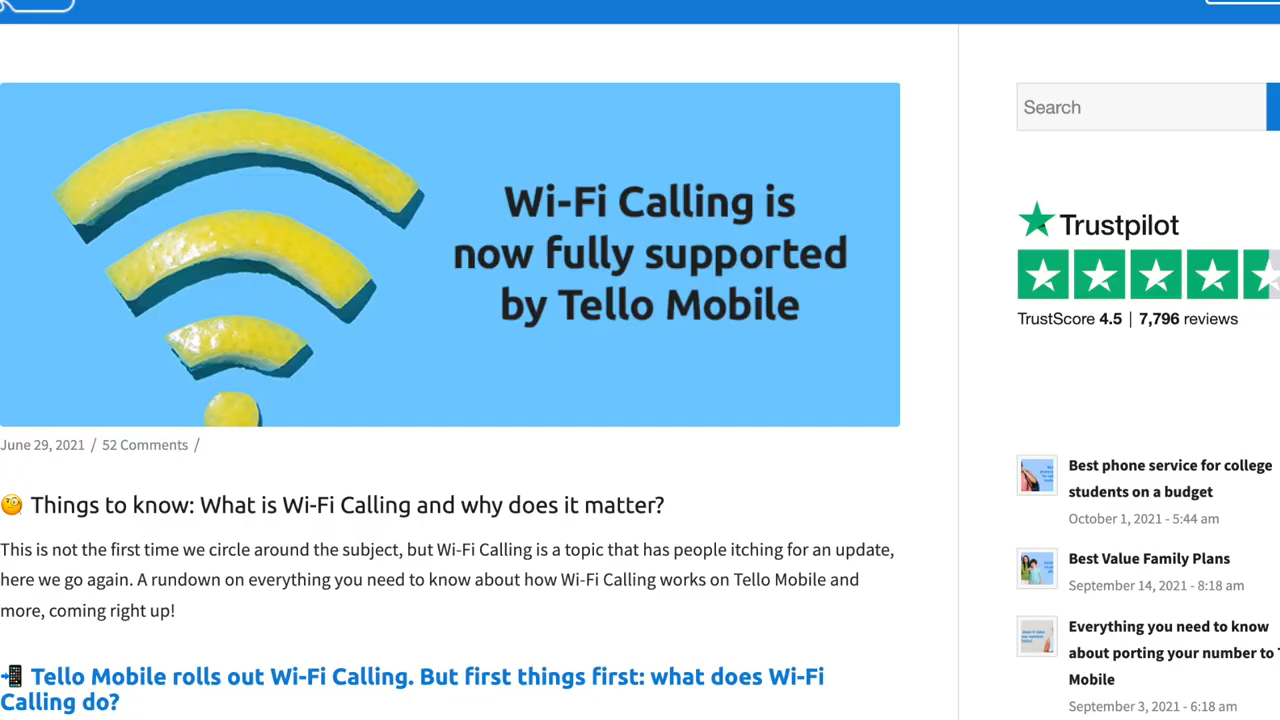 Wi-Fi Calling is
now fully supported
by Tello Mobile
June 29, 2021 / 52 Comments /
🧐 Things to know: What is Wi-Fi Calling and why does it matter?
This is not the first time we circle around the subject, but Wi-Fi Calling is a topic that has people itching for an update,
here we go again. A rundown on everything you need to know about how Wi-Fi Calling works on Tello Mobile and
more, coming right up!
📲 Tello Mobile rolls out Wi-Fi Calling. But first things first: what does Wi-Fi
Calling do?
Search
Trustpilot
TrustScore 4.5 | 7,796 reviews
Best phone service for college
students on a budget
October 1, 2021 - 5:44 am
Best Value Family Plans
September 14, 2021 - 8:18 am
Everything you need to know
about porting your number to
Mobile
September 3, 2021 - 6:18 am